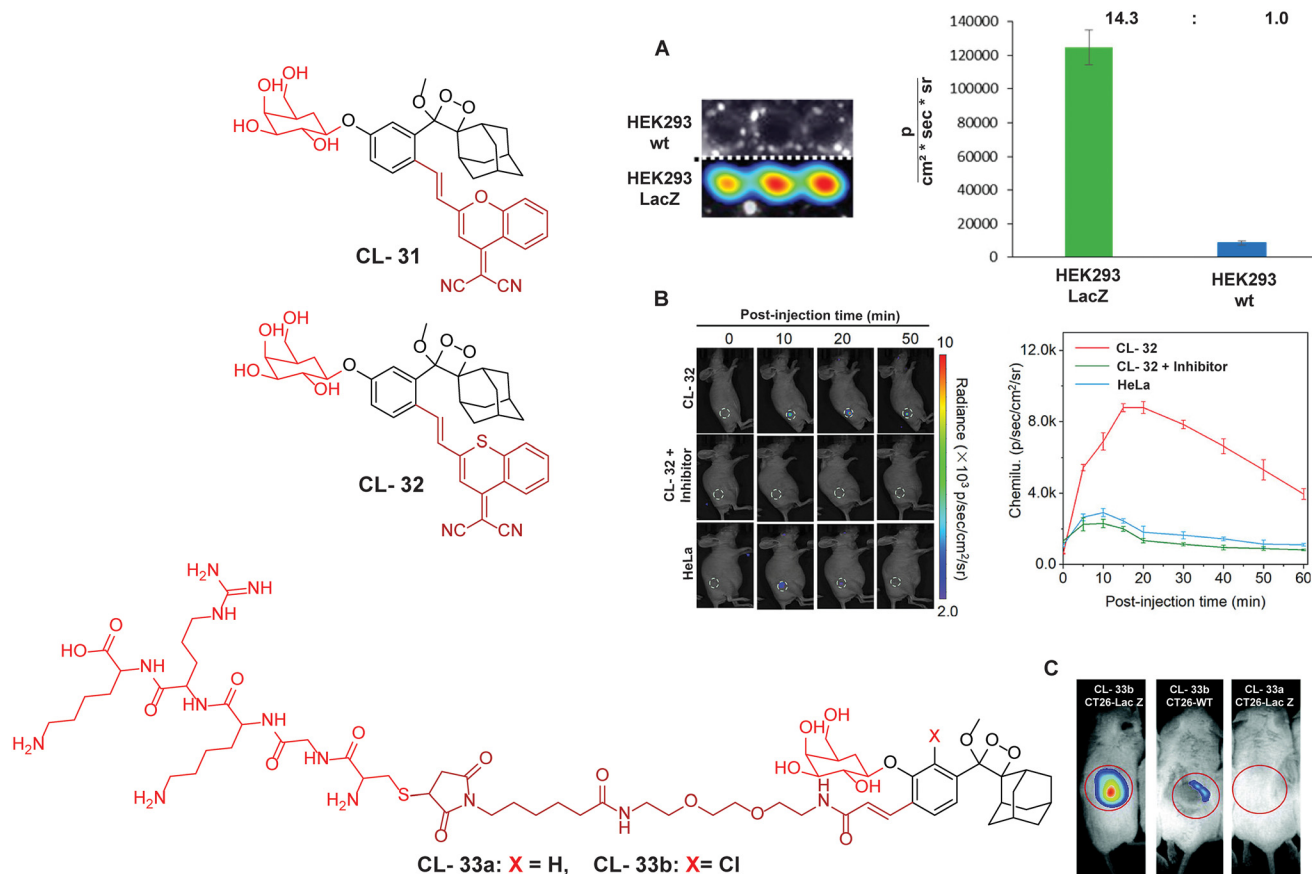 A
14.3 : 1.0
HEK293
wt
HEK293
LacZ
p
cm² * sec * sr
140000
120000
100000
80000
60000
40000
20000
0
HEK293
LacZ
HEK293
wt
OH
OH
OH
OH
O
O
O
O
O
NC
CN
CL- 31
OH
OH
OH
OH
O
O
O
O
S
NC
CN
CL- 32
B
Post-injection time (min)
0 10 20 50
CL- 32
CL- 32 +
Inhibitor
HeLa
10
Radiance (×10³ p/sec/cm²/sr)
2.0
Chemilu. (p/sec/cm²/sr)
12.0k
8.0k
4.0k
0.0
CL- 32
CL- 32 + Inhibitor
HeLa
0 10 20 30 40 50 60
Post-injection time (min)
H₂N
NH
NH
HO
O
NH
O
H₂N
O
NH
O
NH
O
NH
O
H₂N
NH₂
S
O
N
O
O
N
H
O
O
H
N
O
OH
OH
OH
OH
O
X
O
O
O
CL- 33a: X = H, CL- 33b: X= Cl
C
CL- 33b
CT26-Lac Z
CL- 33b
CT26-WT
CL- 33a
CT26-Lac Z